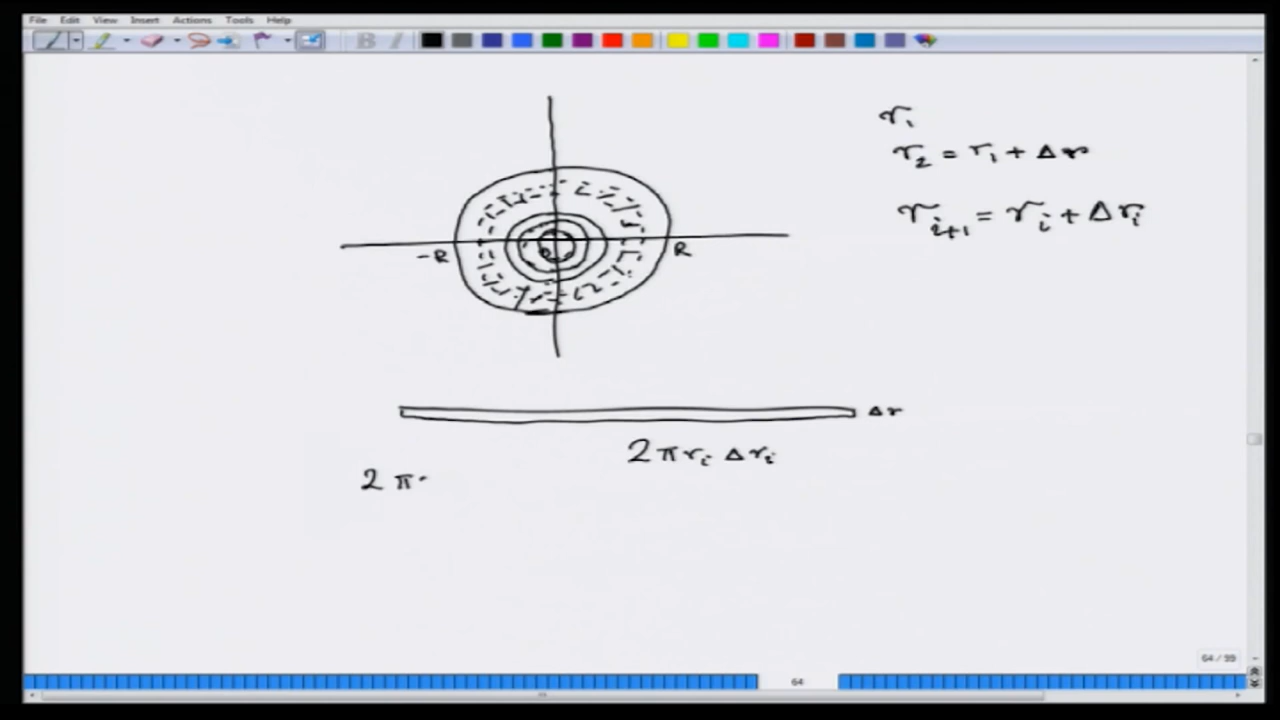 File Edit View Insert Actions Tools Help
B I
r₁
r₂ = r₁ + Δr
rᵢ₊₁ = rᵢ + Δrᵢ
-R
R
Δr
2πrᵢ Δrᵢ
2π
64 / 99
64